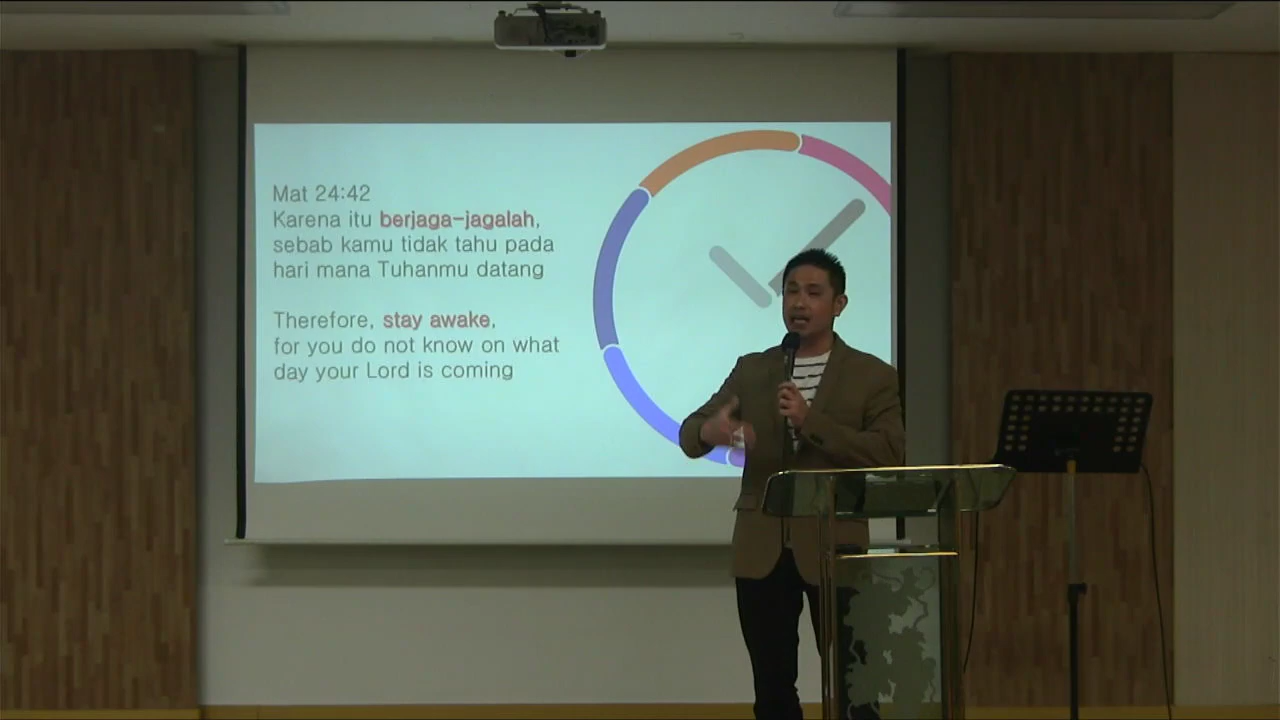 Mat 24:42
Karena itu berjaga-jagalah,
sebab kamu tidak tahu pada
hari mana Tuhanmu datang
Therefore, stay awake,
for you do not know on what
day your Lord is coming